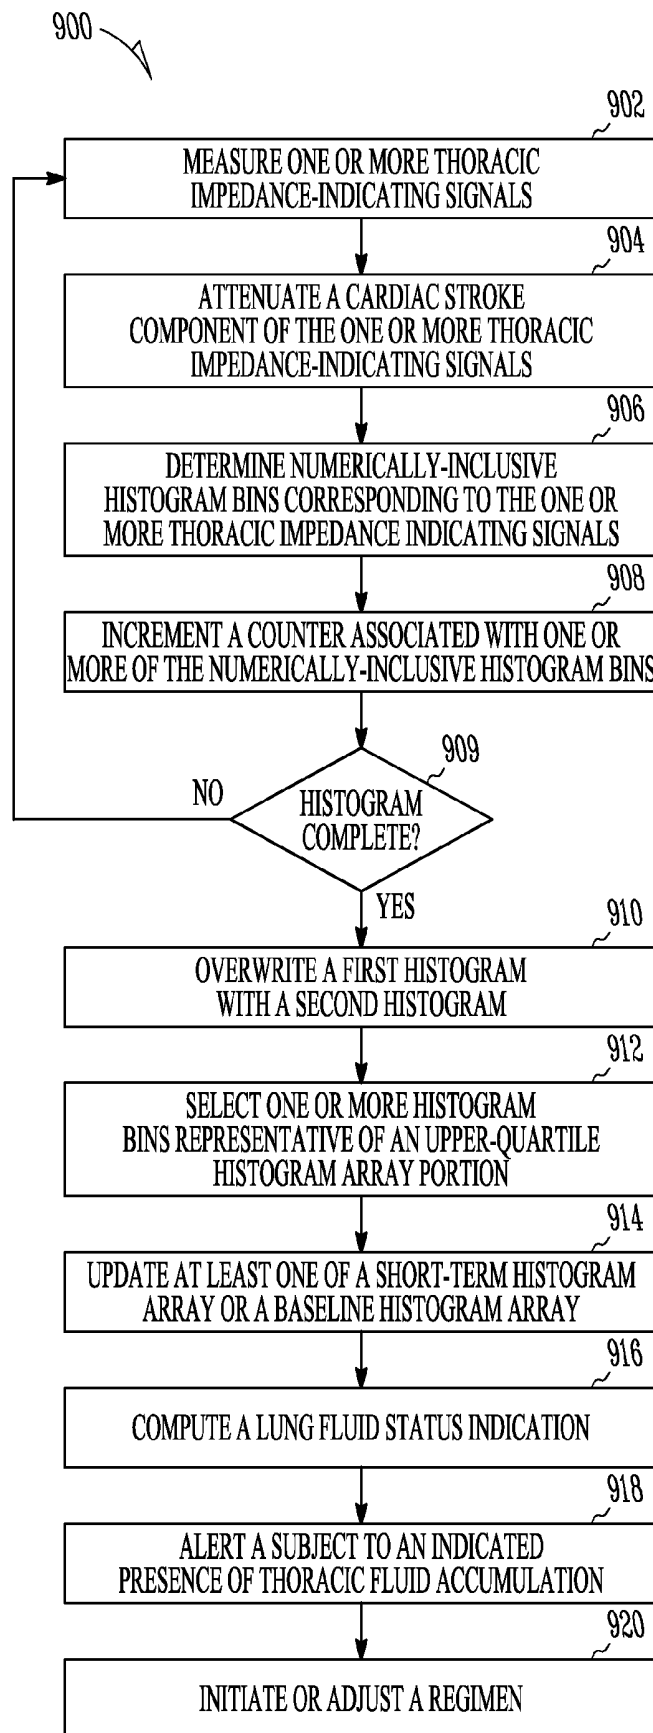 900
902
MEASURE ONE OR MORE THORACIC
IMPEDANCE-INDICATING SIGNALS
904
ATTENUATE A CARDIAC STROKE
COMPONENT OF THE ONE OR MORE THORACIC
IMPEDANCE-INDICATING SIGNALS
906
DETERMINE NUMERICALLY-INCLUSIVE
HISTOGRAM BINS CORRESPONDING TO THE ONE OR
MORE THORACIC IMPEDANCE INDICATING SIGNALS
908
INCREMENT A COUNTER ASSOCIATED WITH ONE OR
MORE OF THE NUMERICALLY-INCLUSIVE HISTOGRAM BINS
909
NO
HISTOGRAM
COMPLETE?
YES
910
OVERWRITE A FIRST HISTOGRAM
WITH A SECOND HISTOGRAM
912
SELECT ONE OR MORE HISTOGRAM
BINS REPRESENTATIVE OF AN UPPER-QUARTILE
HISTOGRAM ARRAY PORTION
914
UPDATE AT LEAST ONE OF A SHORT-TERM HISTOGRAM
ARRAY OR A BASELINE HISTOGRAM ARRAY
916
COMPUTE A LUNG FLUID STATUS INDICATION
918
ALERT A SUBJECT TO AN INDICATED
PRESENCE OF THORACIC FLUID ACCUMULATION
920
INITIATE OR ADJUST A REGIMEN